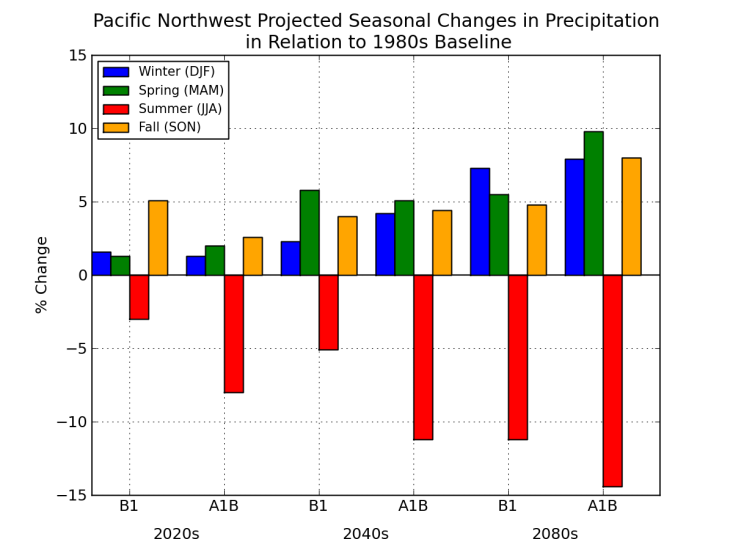 Pacific Northwest Projected Seasonal Changes in Precipitation
in Relation to 1980s Baseline
15
10
5
0
−5
−10
−15
% Change
Winter (DJF)
Spring (MAM)
Summer (JJA)
Fall (SON)
B1 A1B B1 A1B B1 A1B
2020s 2040s 2080s